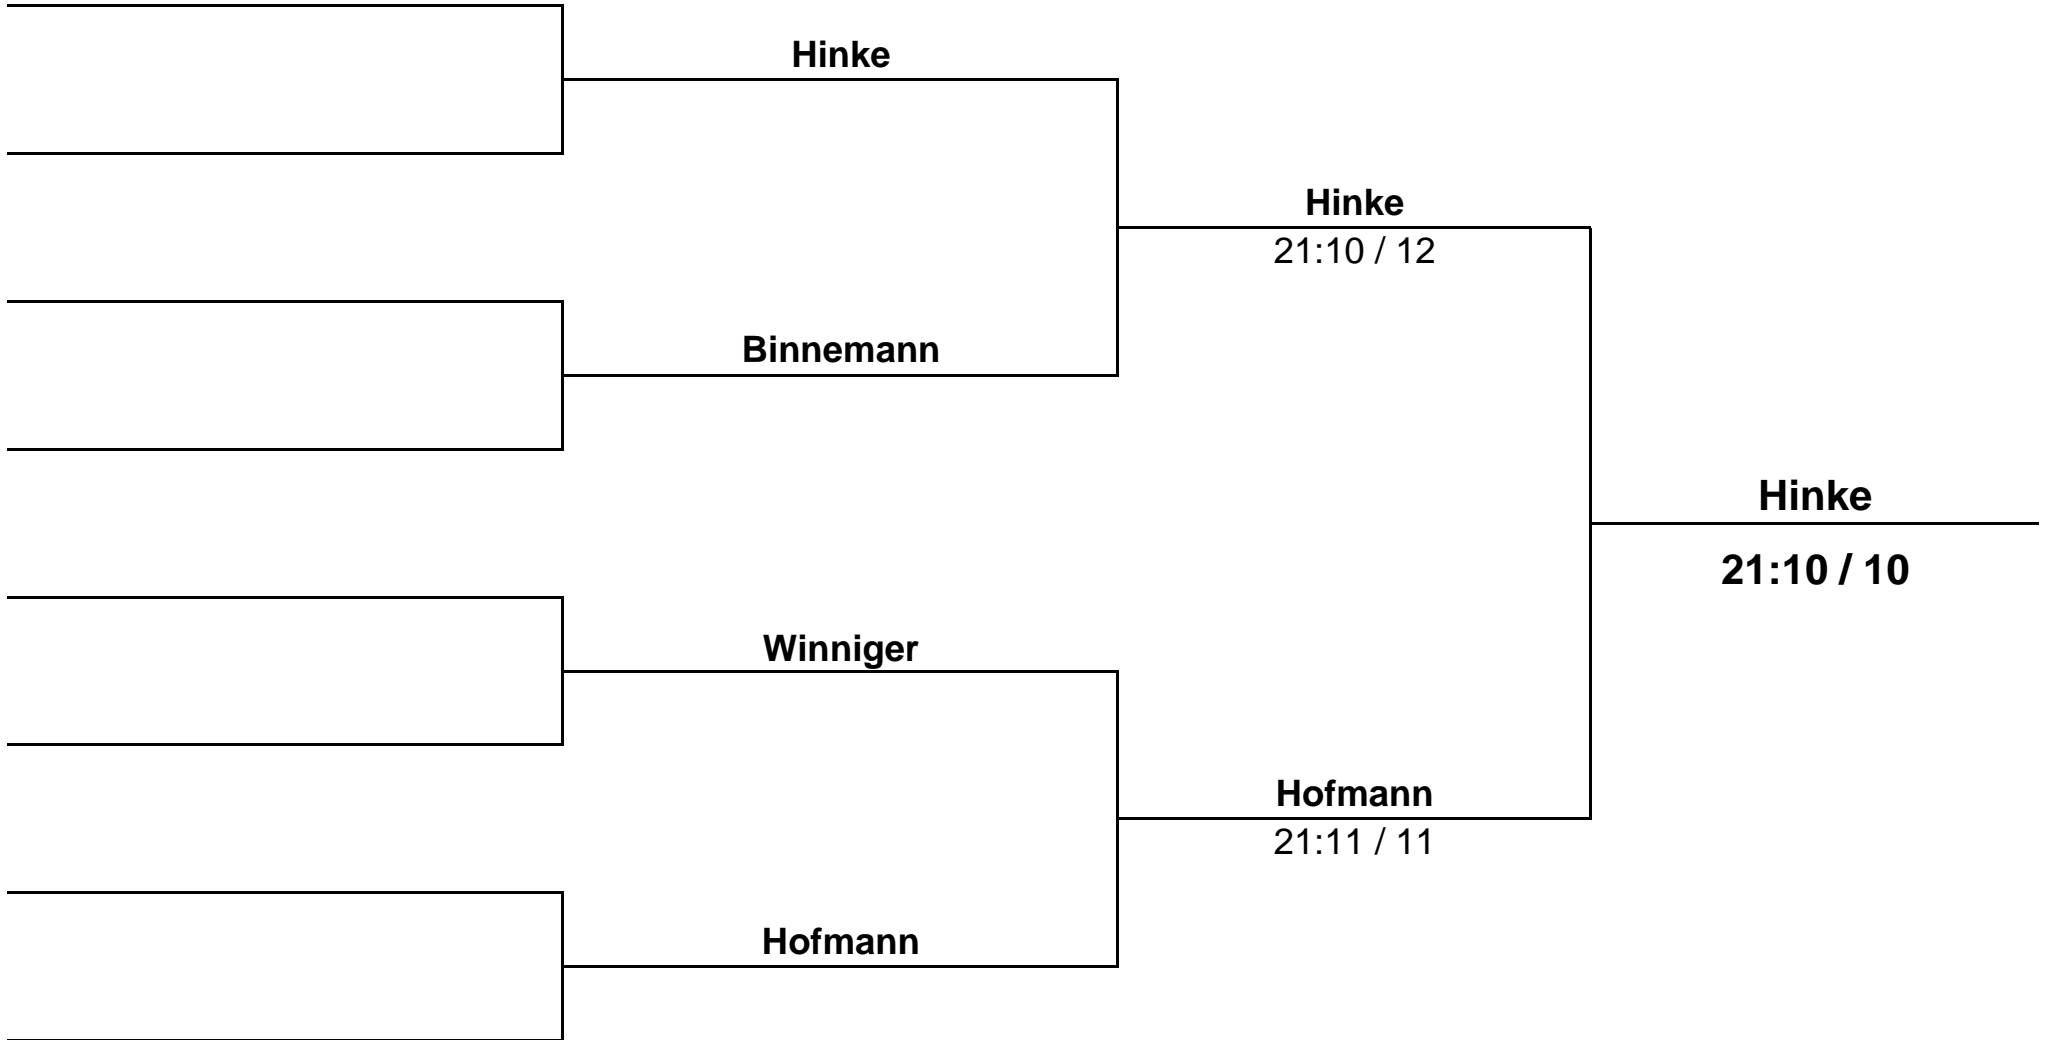 Hinke
Hinke
21:10 / 12
Binnemann
Hinke
21:10 / 10
Winniger
Hofmann
21:11 / 11
Hofmann